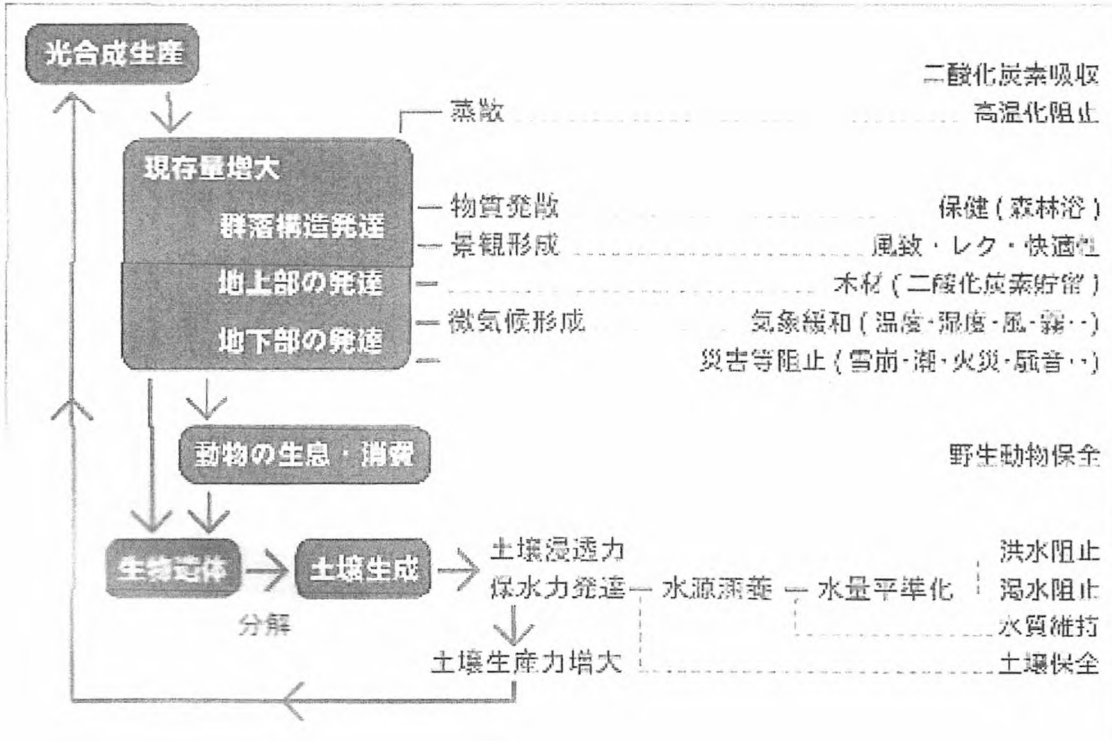 光合成生産
二酸化炭素吸収
蒸散 高温化阻止
現存量増大
物質発散 保健(森林浴)
群落構造発達
景観形成 風致・レク・快適性
地上部の発達 木材(二酸化炭素貯留)
微気候形成 気象緩和(温度・湿度・風・霧‥)
地下部の発達
災害等阻止(雪崩・潮・火災・騒音‥)
動物の生息・消費 野生動物保全
土壌浸透力 洪水阻止
生物遺体 土壌生成
保水力発達 水源涵養 水量平準化 渇水阻止
分解 水質維持
土壌生産力増大 土壌保全